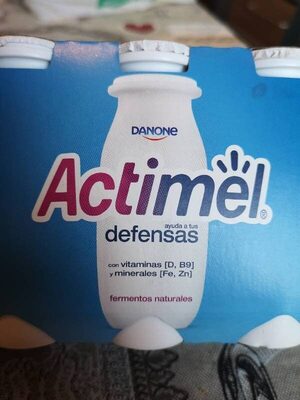 DANONE
Actimel®
ayuda a tus
defensas
con vitaminas [D, B9]
y minerales [Fe, Zn]
fermentos naturales